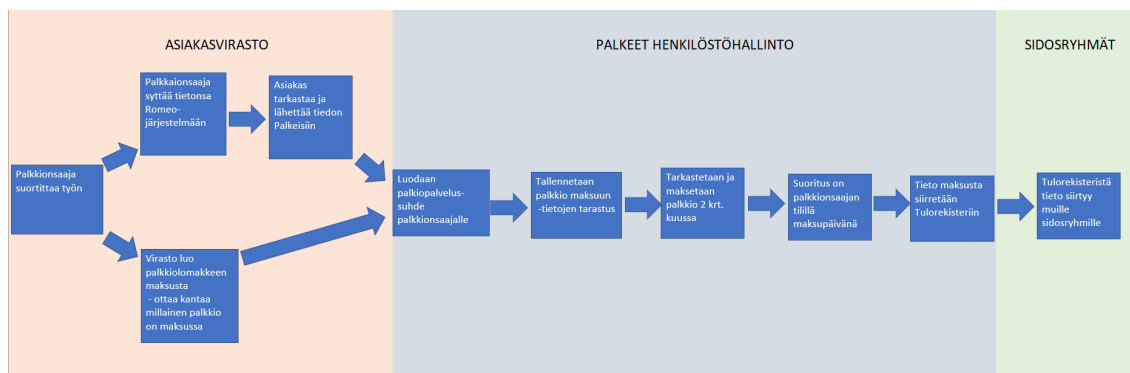 ASIAKASVIRASTO
PALKEET HENKILÖSTÖHALLINTO
SIDOSRYHMÄT
Palkkionsaaja
suortittaa työn
Palkkaionsaaja
syttää tietonsa
Romeo-
järjestelmään
Asiakas
tarkastaa ja
lähettää tiedon
Palkeisiin
Virasto luo
palkkiolomakkeen
maksusta
- ottaa kantaa
millainen palkkio
on maksussa
Luodaan
palkiopalvelus-
suhde
palkkionsaajalle
Tallennetaan
palkkio maksuun
-tietojen tarastus
Tarkastetaan ja
maksetaan
palkkio 2 krt.
kuussa
Suoritus on
palkkionsaajan
tilillä
maksupäivänä
Tieto maksusta
siirretään
Tulorekisteriin
Tulorekisteristä
tieto siirtyy
muille
sidosryhmille